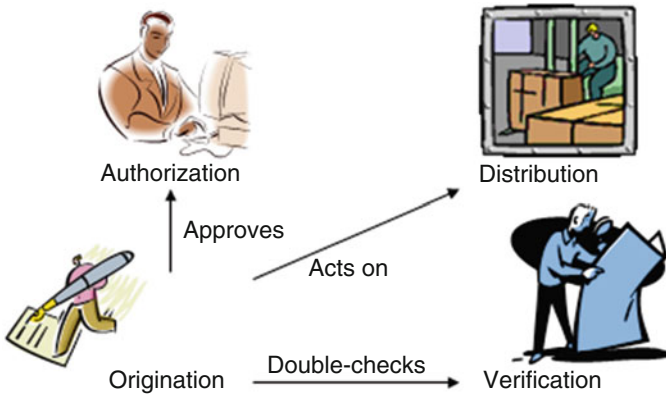 Authorization
Distribution
Approves
Acts on
Double-checks
Origination
Verification